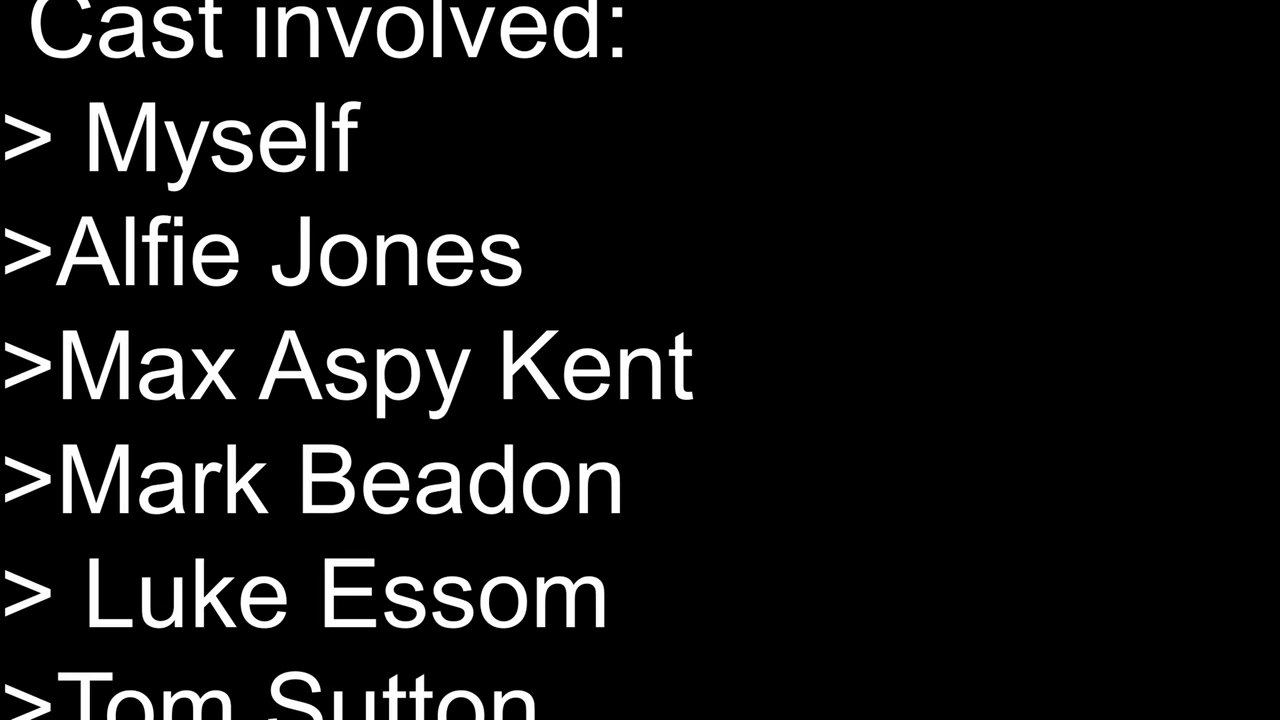 Cast involved:
> Myself
>Alfie Jones
>Max Aspy Kent
>Mark Beadon
> Luke Essom
>Tom Sutton